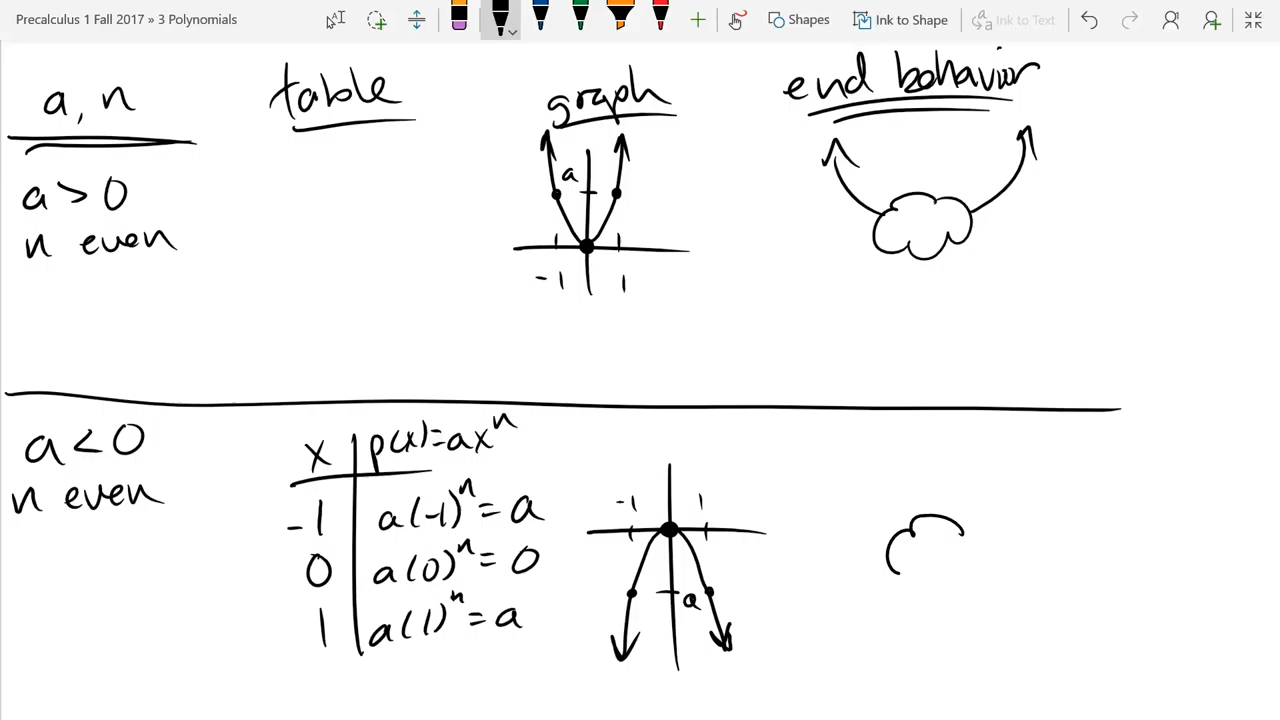 Precalculus 1 Fall 2017 » 3 Polynomials
Shapes
Ink to Shape
Ink to Text
a, n
table
graph
end behavior
a > 0
n even
a
-1 1
a < 0
n even
x p(x)=axⁿ
-1 a(-1)ⁿ = a
0 a(0)ⁿ = 0
1 a(1)ⁿ = a
-1 1
a